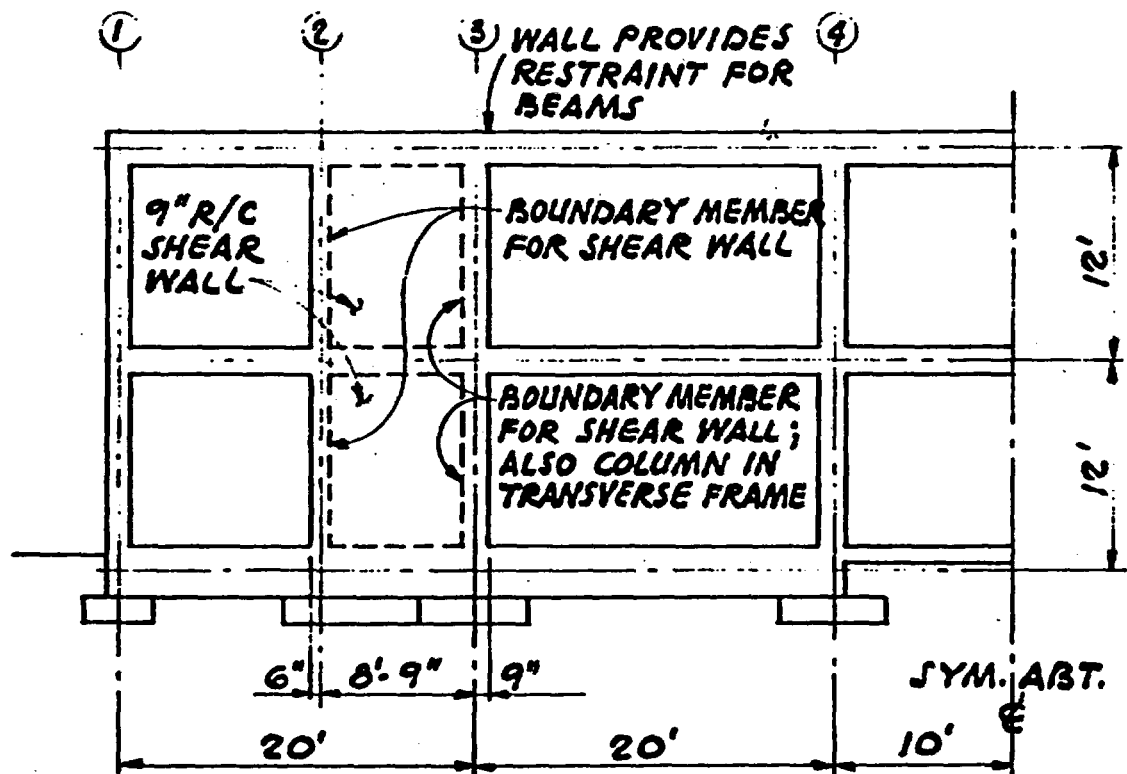 1
2
3
4
WALL PROVIDES
RESTRAINT FOR
BEAMS
9" R/C
SHEAR
WALL
BOUNDARY MEMBER
FOR SHEAR WALL
12'
BOUNDARY MEMBER
FOR SHEAR WALL;
ALSO COLUMN IN
TRANSVERSE FRAME
12'
6"
8'-9"
9"
SYM. ABT.
℄
20'
20'
10'